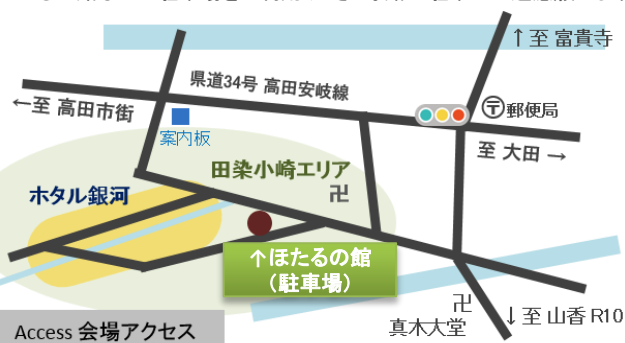 ↑至 富貴寺
県道34号 高田安岐線
←至 高田市街
〒郵便局
案内板
至 大田→
田染小崎エリア
卍
ホタル銀河
↑ほたるの館
(駐車場)
卍
真木大堂
↓至 山香 R10
Access 会場アクセス